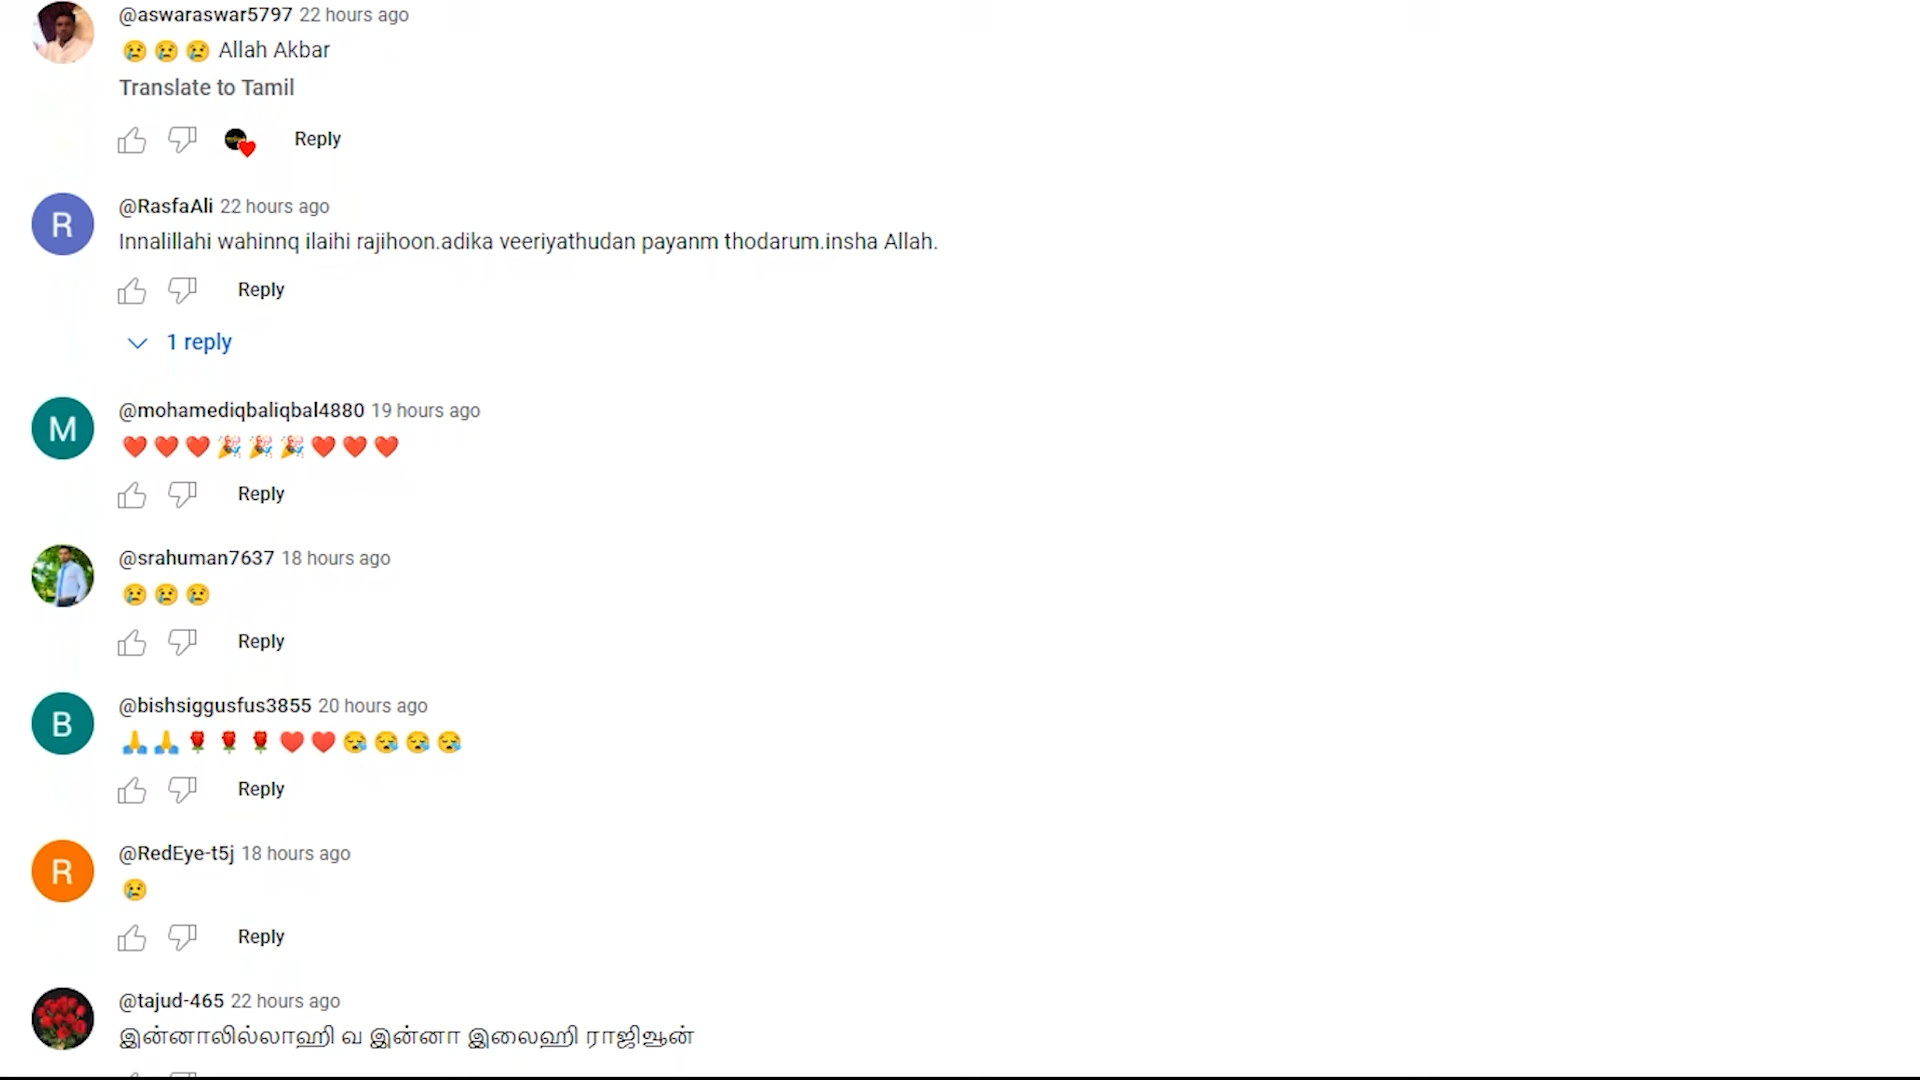 @aswaraswar5797 22 hours ago
😢😢😢 Allah Akbar
Translate to Tamil
Reply
R
@RasfaAli 22 hours ago
Innalillahi wahinnq ilaihi rajihoon.adika veeriyathudan payanm thodarum.insha Allah.
Reply
1 reply
M
@mohamediqbaliqbal4880 19 hours ago
❤️❤️❤️🎉🎉🎉❤️❤️❤️
Reply
@srahuman7637 18 hours ago
😢😢😢
Reply
B
@bishsiggusfus3855 20 hours ago
🙏🙏🌹🌹🌹♥️♥️😪😪😪😪
Reply
R
@RedEye-t5j 18 hours ago
😢
Reply
@tajud-465 22 hours ago
இன்னாலில்லாஹி வ இன்னா இலைஹி ராஜிஊன்